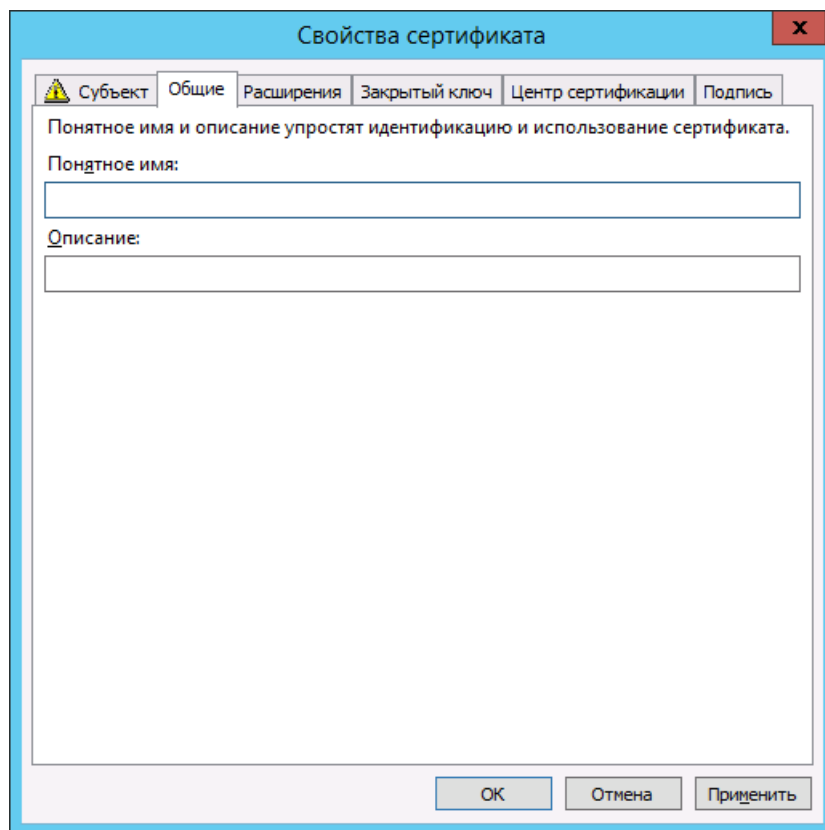 Свойства сертификата
x
Субъект Общие Расширения Закрытый ключ Центр сертификации Подпись
Понятное имя и описание упростят идентификацию и использование сертификата.
Понятное имя:
Описание:
ОК Отмена Применить